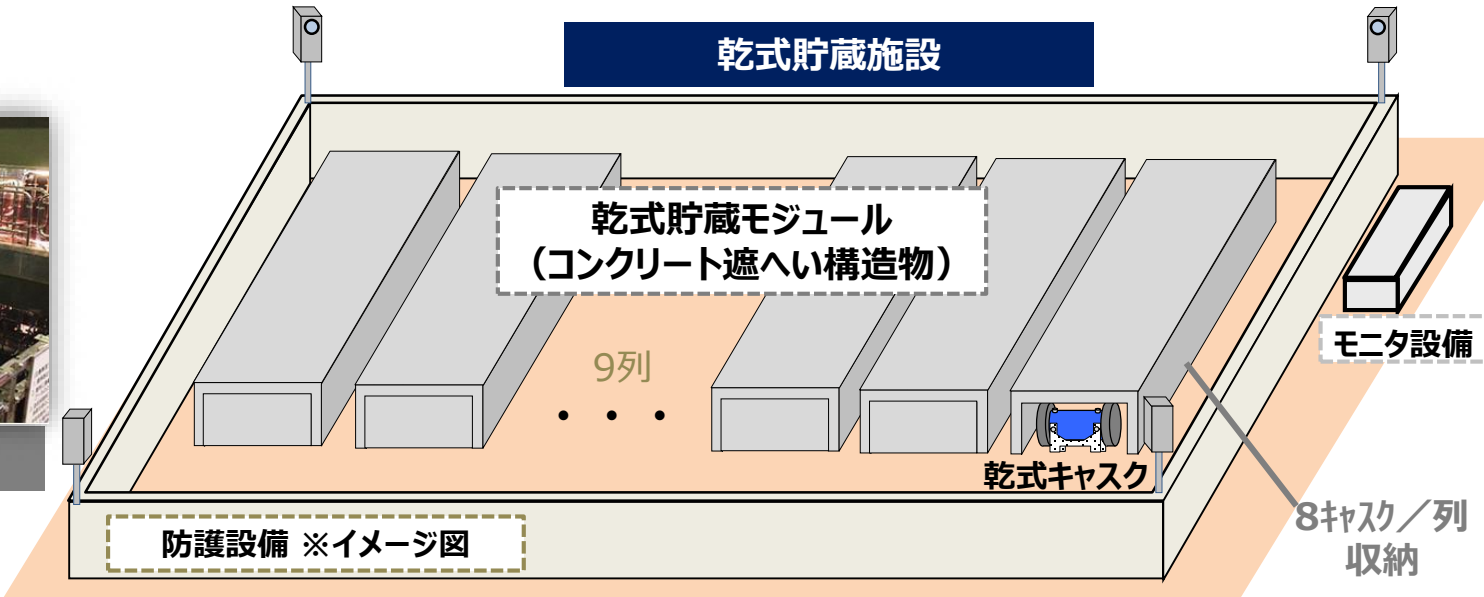 乾式貯蔵施設
乾式貯蔵モジュール
（コンクリート遮へい構造物）
モニタ設備
9列
・・・
乾式キャスク
8ｷｬｽｸ／列
収納
防護設備 ※イメージ図